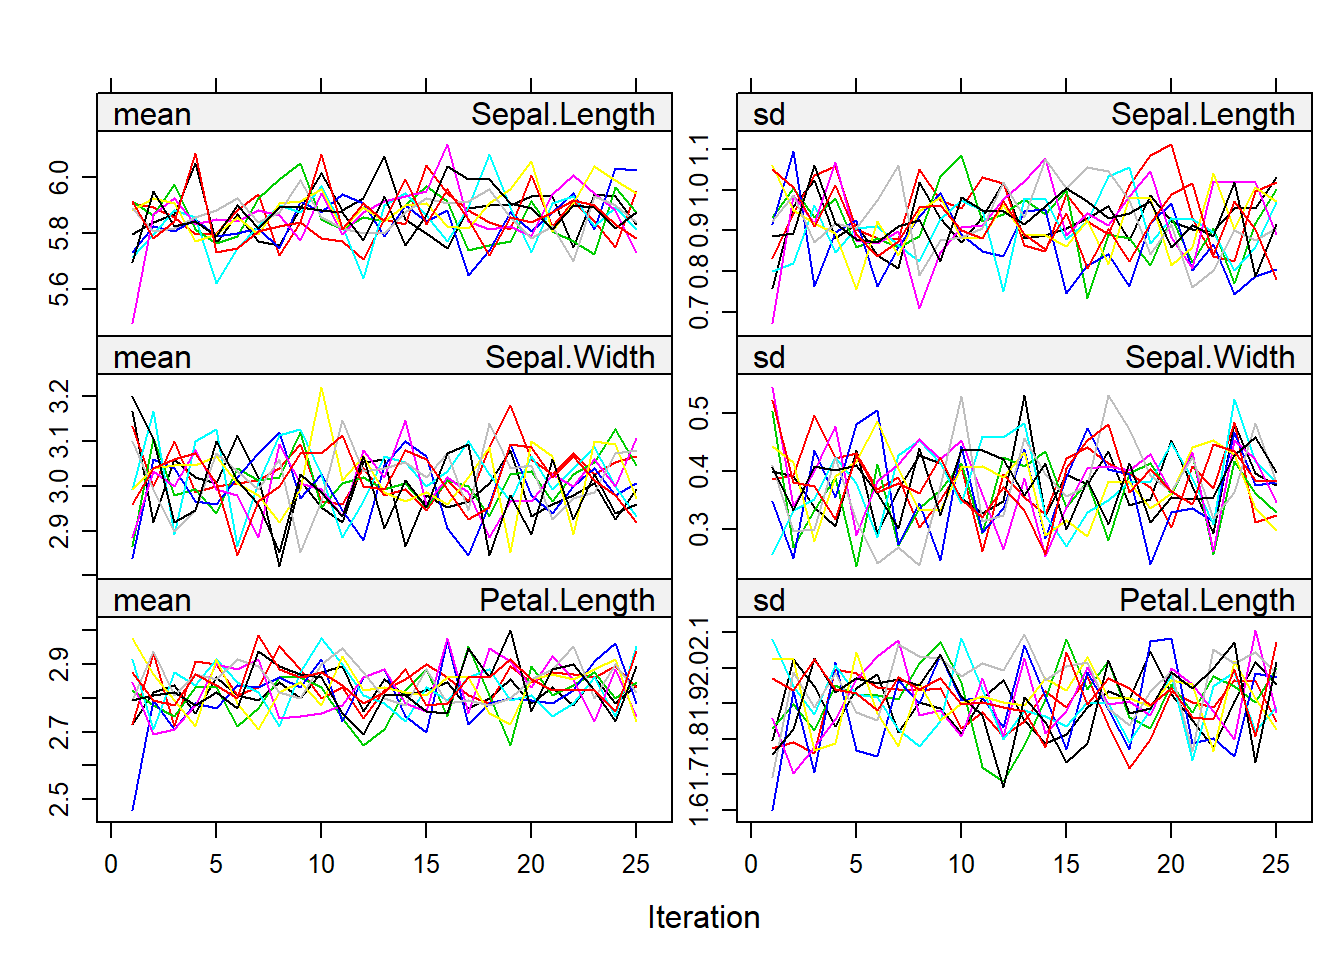 mean Sepal.Length
sd Sepal.Length
5.6 5.8 6.0
0.7 0.8 0.9 1.0 1.1
mean Sepal.Width
sd Sepal.Width
2.9 3.0 3.1 3.2
0.3 0.4 0.5
mean Petal.Length
sd Petal.Length
2.5 2.7 2.9
1.6 1.7 1.8 1.9 2.0 2.1
0 5 10 15 20 25
0 5 10 15 20 25
Iteration